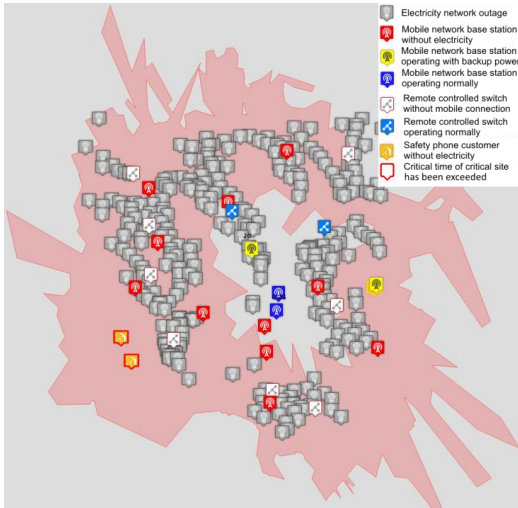 Electricity network outage
Mobile network base station
without electricity
Mobile network base station
operating with backup power
Mobile network base station
operating normally
Remote controlled switch
without mobile connection
Remote controlled switch
operating normally
Safety phone customer
without electricity
Critical time of critical site
has been exceeded